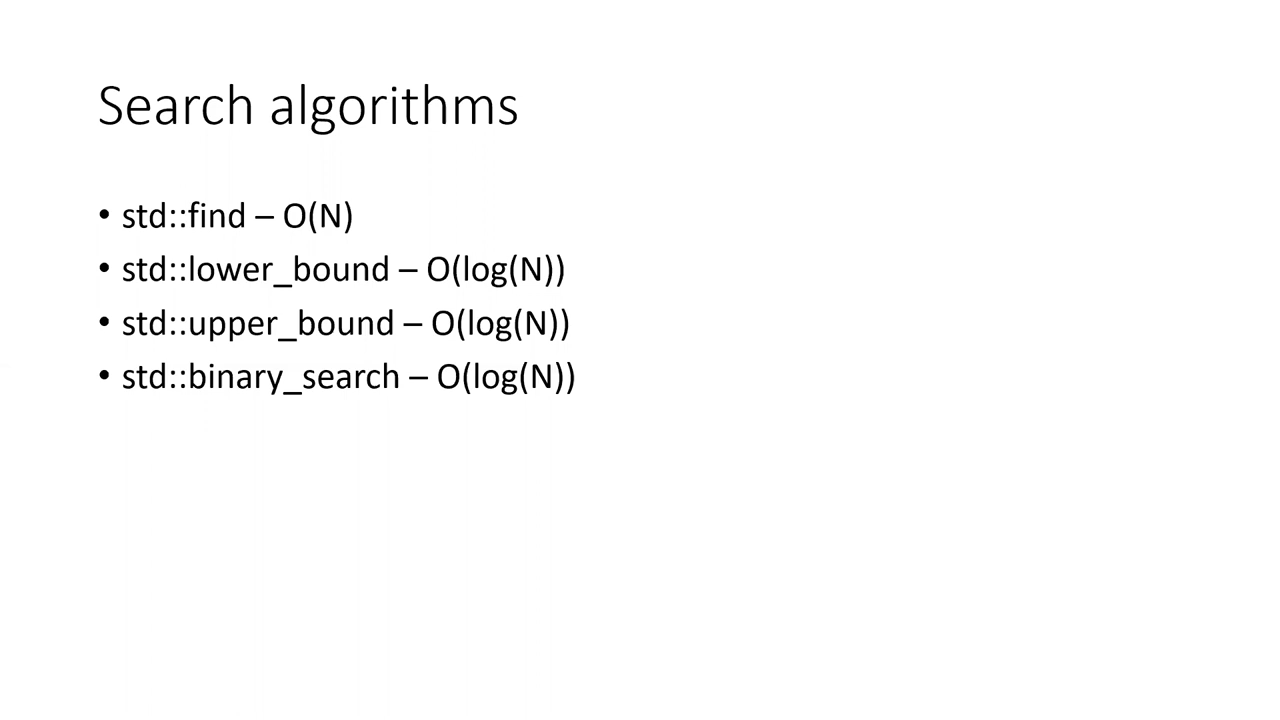 Search algorithms
• std::find – O(N)
• std::lower_bound – O(log(N))
• std::upper_bound – O(log(N))
• std::binary_search – O(log(N))